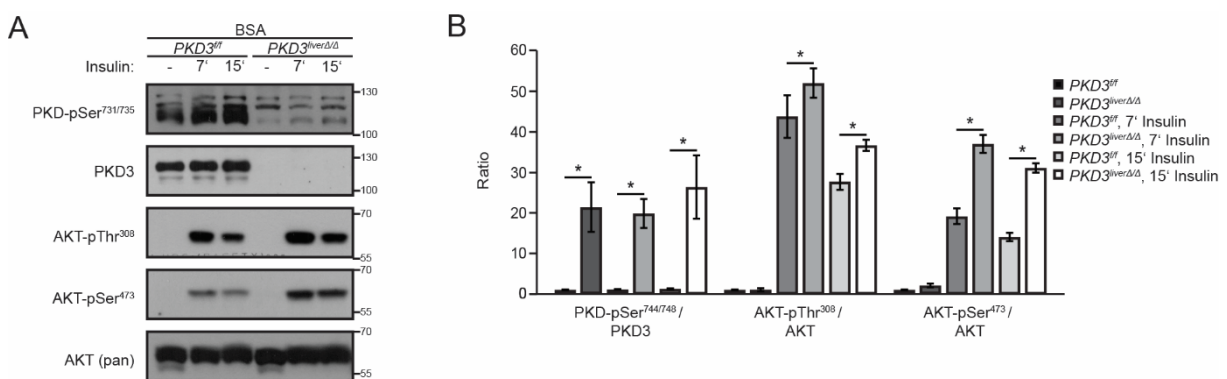 A
BSA
PKD3f/f PKD3liverΔ/Δ
Insulin: - 7‘ 15‘ - 7‘ 15‘
PKD-pSer731/735
130
100
PKD3
130
100
AKT-pThr308
70
55
AKT-pSer473
70
55
AKT (pan)
70
55
B
Ratio
60
50
40
30
20
10
0
* * * * * * *
PKD-pSer744/748 /
PKD3
AKT-pThr308 /
AKT
AKT-pSer473 /
AKT
PKD3f/f
PKD3liverΔ/Δ
PKD3f/f, 7‘ Insulin
PKD3liverΔ/Δ, 7‘ Insulin
PKD3f/f, 15‘ Insulin
PKD3liverΔ/Δ, 15‘ Insulin